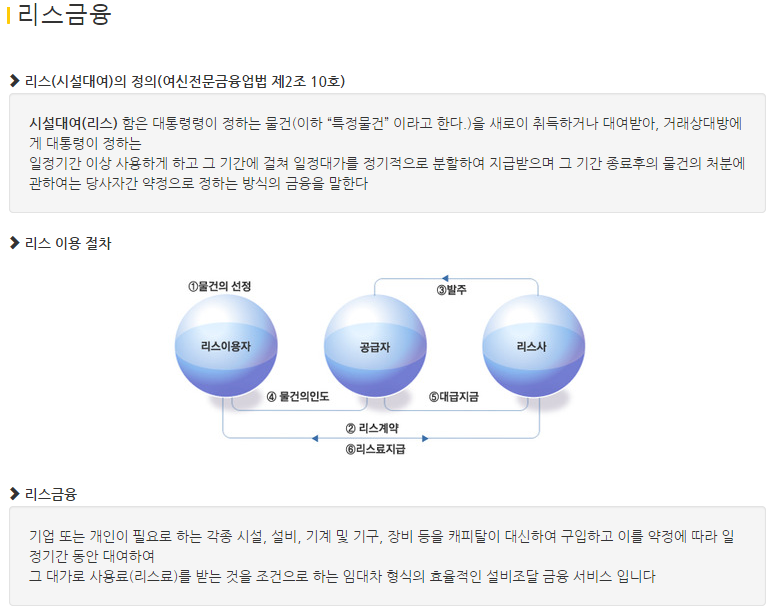 리스금융
리스(시설대여)의 정의(여신전문금융업법 제2조 10호)
시설대여(리스) 함은 대통령령이 정하는 물건(이하 “특정물건” 이라고 한다.)을 새로이 취득하거나 대여받아, 거래상대방에
게 대통령이 정하는
일정기간 이상 사용하게 하고 그 기간에 걸쳐 일정대가를 정기적으로 분할하여 지급받으며 그 기간 종료후의 물건의 처분에
관하여는 당사자간 약정으로 정하는 방식의 금융을 말한다
리스 이용 절차
①물건의 선정
③발주
리스이용자
공급자
리스사
④ 물건의인도
⑤대급지금
② 리스계약
⑥리스료지급
리스금융
기업 또는 개인이 필요로 하는 각종 시설, 설비, 기계 및 기구, 장비 등을 캐피탈이 대신하여 구입하고 이를 약정에 따라 일
정기간 동안 대여하여
그 대가로 사용료(리스료)를 받는 것을 조건으로 하는 임대차 형식의 효율적인 설비조달 금융 서비스 입니다